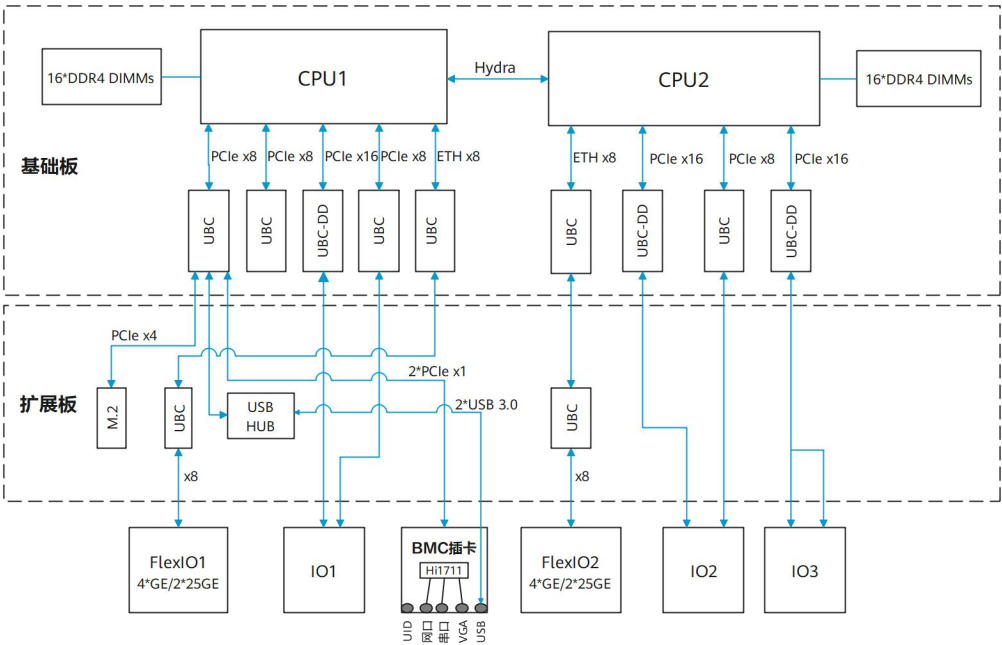 CPU1
CPU2
16*DDR4 DIMMs
Hydra
16*DDR4 DIMMs
基础板
PCIe x8
PCIe x8
PCIe x16
PCIe x8
ETH x8
ETH x8
PCIe x16
PCIe x8
PCIe x16
UBC
UBC
UBC-DD
UBC
UBC
UBC
UBC-DD
UBC
UBC-DD
扩展板
PCIe x4
2*PCIe x1
M.2
UBC
USB
HUB
2*USB 3.0
UBC
x8
x8
FlexIO1
4*GE/2*25GE
IO1
BMC插卡
Hi1711
UID
网口
串口
VGA
USB
FlexIO2
4*GE/2*25GE
IO2
IO3